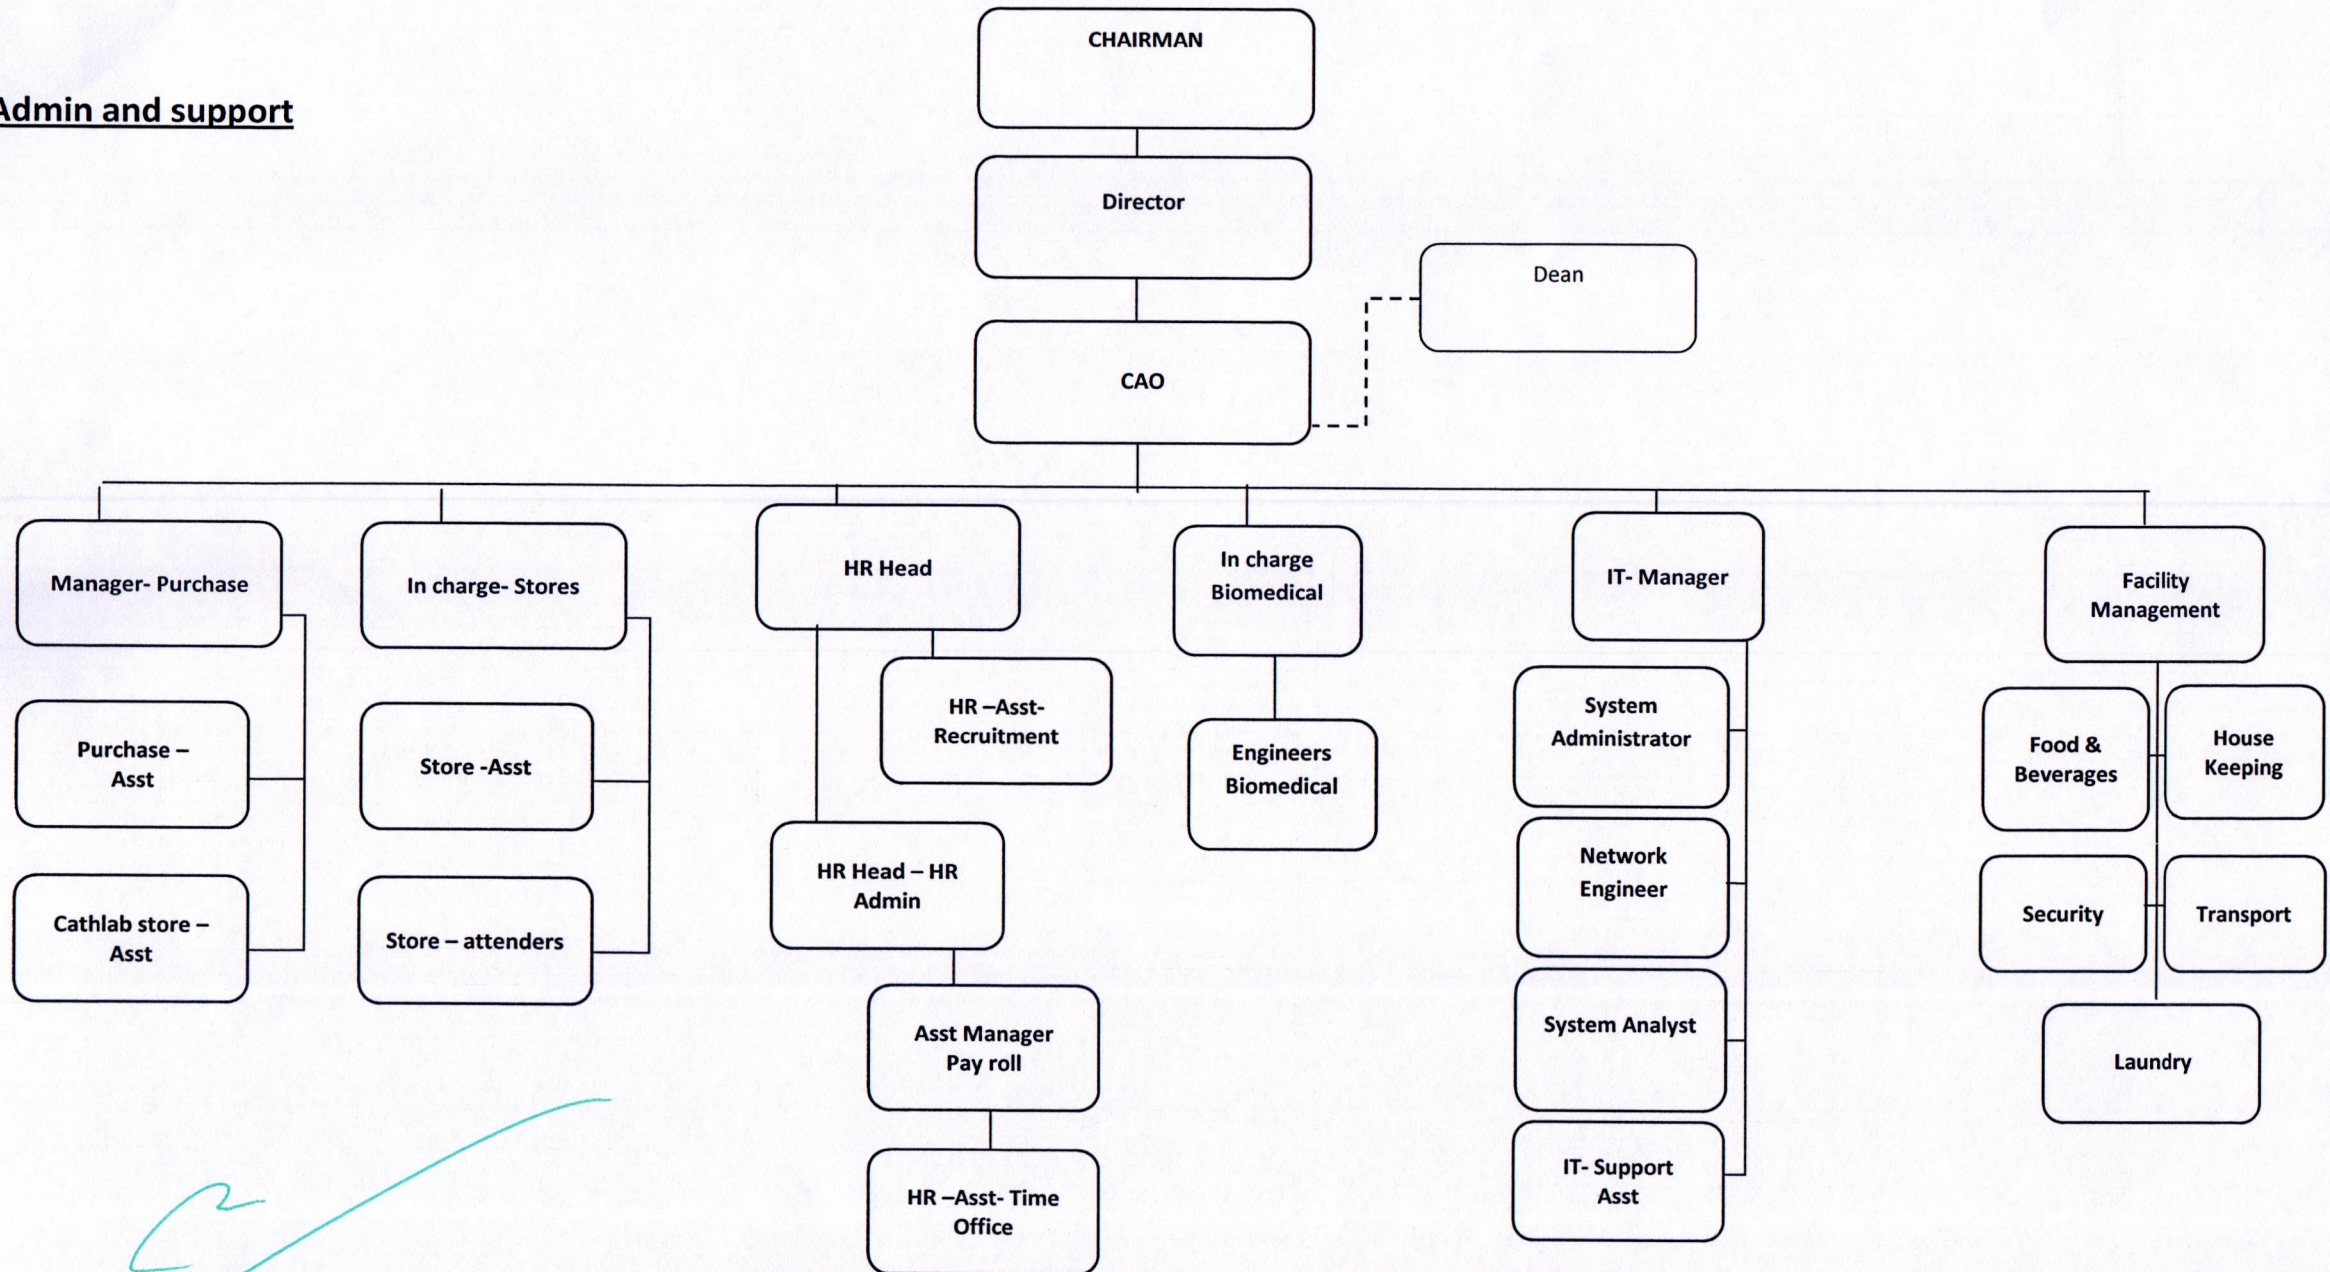 CHAIRMAN
Admin and support
Director
Dean
CAO
Manager- Purchase
In charge- Stores
HR Head
In charge
Biomedical
IT- Manager
Facility
Management
Purchase –
Asst
Cathlab store –
Asst
Store -Asst
Store – attenders
HR –Asst-
Recruitment
HR Head – HR
Admin
Asst Manager
Pay roll
HR –Asst- Time
Office
Engineers
Biomedical
System
Administrator
Network
Engineer
System Analyst
IT- Support
Asst
Food &
Beverages
House
Keeping
Security
Transport
Laundry